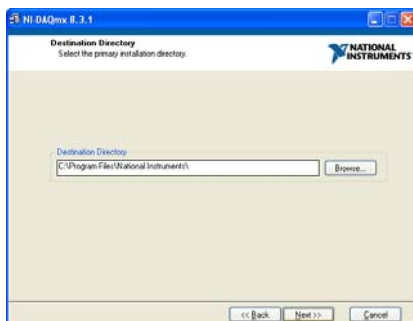 NI-DAQmx 8.3.1
Destination Directory
Select the primary installation directory.
NATIONAL
INSTRUMENTS
Destination Directory
C:\Program Files\National Instruments\
Browse...
<< Back
Next >>
Cancel